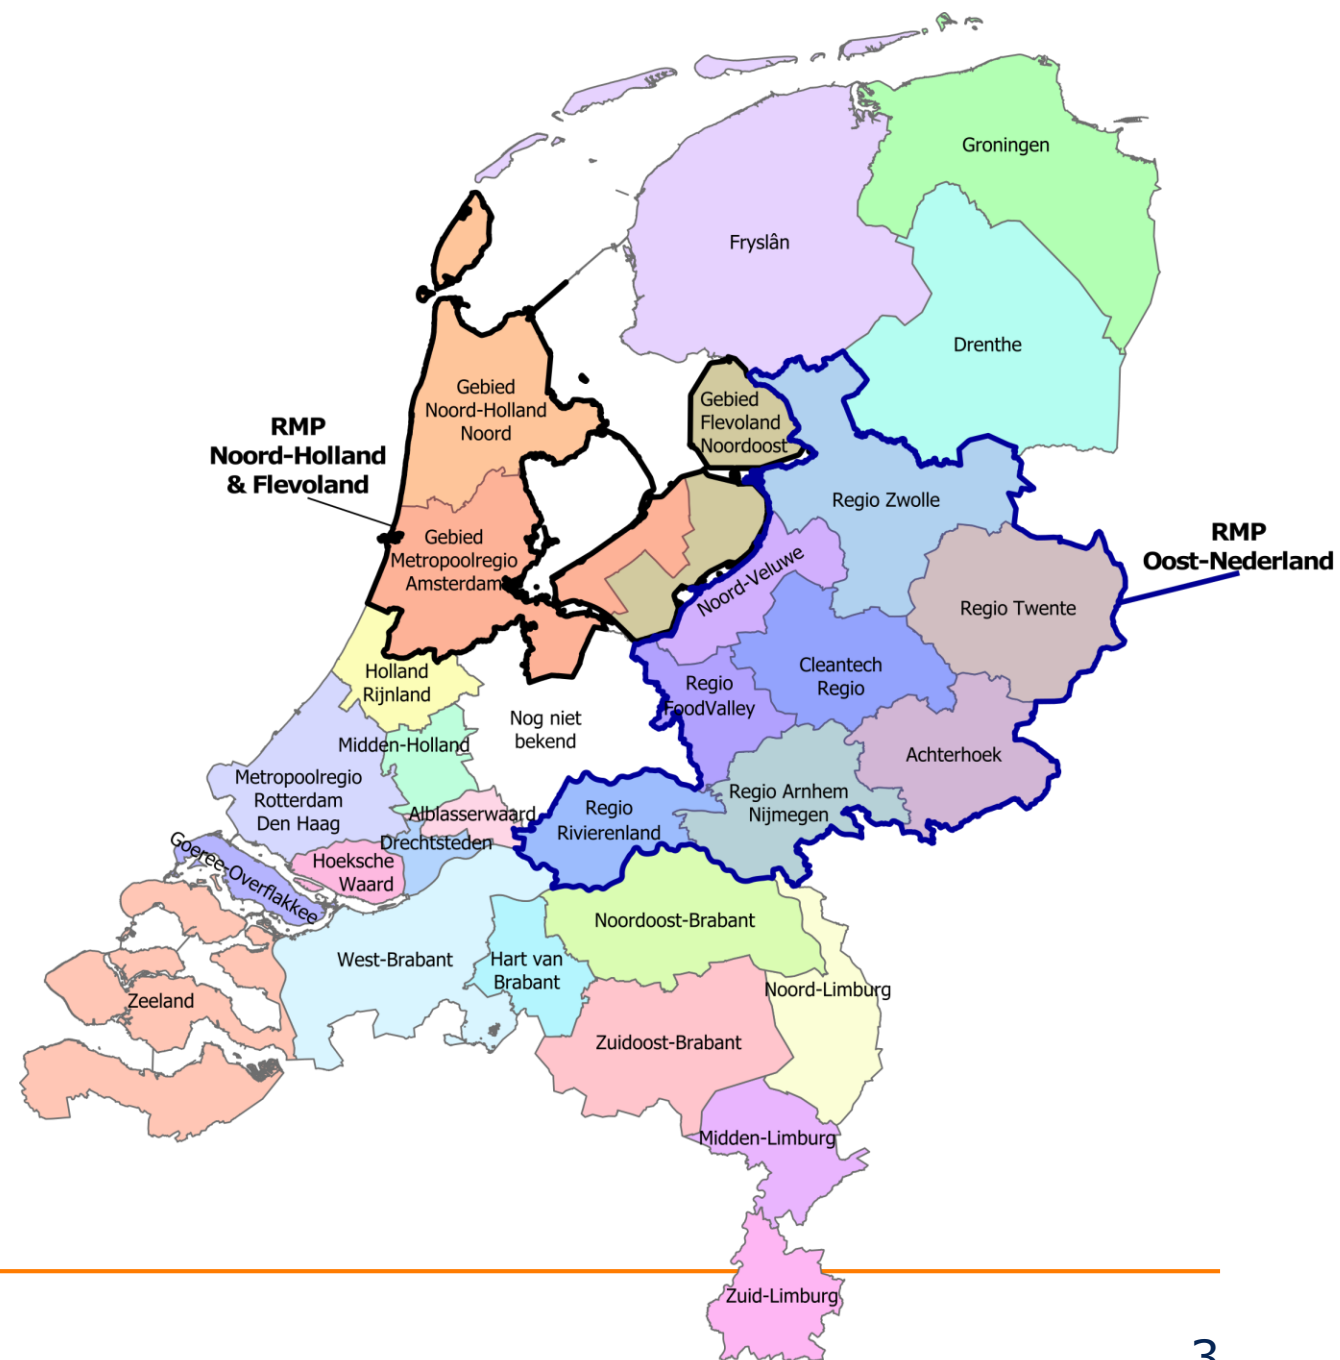 Groningen
Fryslân
Drenthe
Gebied
Noord-Holland
Noord
Gebied
Flevoland
Noordoost
RMP
Noord-Holland
& Flevoland
Regio Zwolle
Gebied
Metropoolregio
Amsterdam
RMP
Oost-Nederland
Noord-Veluwe
Regio Twente
Holland
Rijnland
Cleantech
Regio
Regio
FoodValley
Nog niet
bekend
Midden-Holland
Achterhoek
Metropoolregio
Rotterdam
Den Haag
Regio Arnhem
Nijmegen
Alblasserwaard
Regio
Rivierenland
Drechtsteden
Goeree-Overflakkee
Hoeksche
Waard
Noordoost-Brabant
West-Brabant
Hart van
Brabant
Noord-Limburg
Zeeland
Zuidoost-Brabant
Midden-Limburg
Zuid-Limburg
3